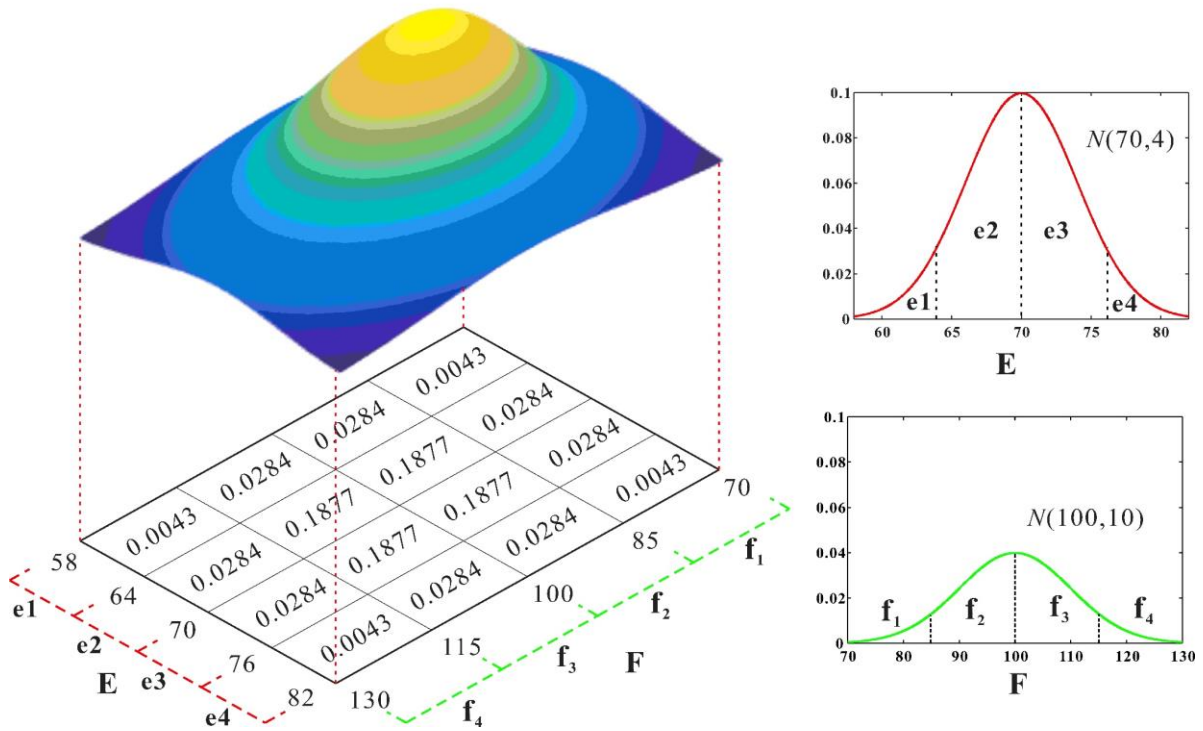 0.0043 0.0284 0.0284 0.0043
0.0284 0.1877 0.1877 0.0284
0.0284 0.1877 0.1877 0.0284
0.0043 0.0284 0.0284 0.0043
58
64
70
76
82
e1
e2
e3
e4
E
70
85
100
115
130
f₁
f₂
f₃
f₄
F
0.1
0.08
0.06
0.04
0.02
0
N(70,4)
e1
e2
e3
e4
60 65 70 75 80
E
0.1
0.08
0.06
0.04
0.02
0
N(100,10)
f₁
f₂
f₃
f₄
70 80 90 100 110 120 130
F